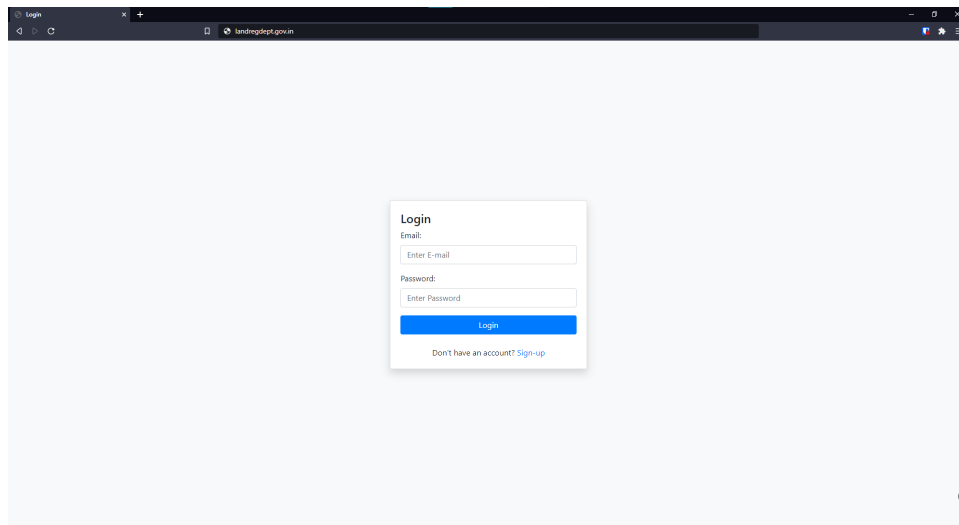 Login
landregdept.gov.in
Login
Email:
Enter E-mail
Password:
Enter Password
Login
Don't have an account? Sign-up